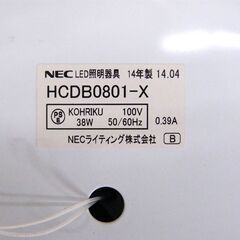 NEC LED照明器具 14年製 14.04
HCDB0801-X
PS E KOHRIKU 100V
38W 50/60Hz 0.39A
NECライティング株式会社 B